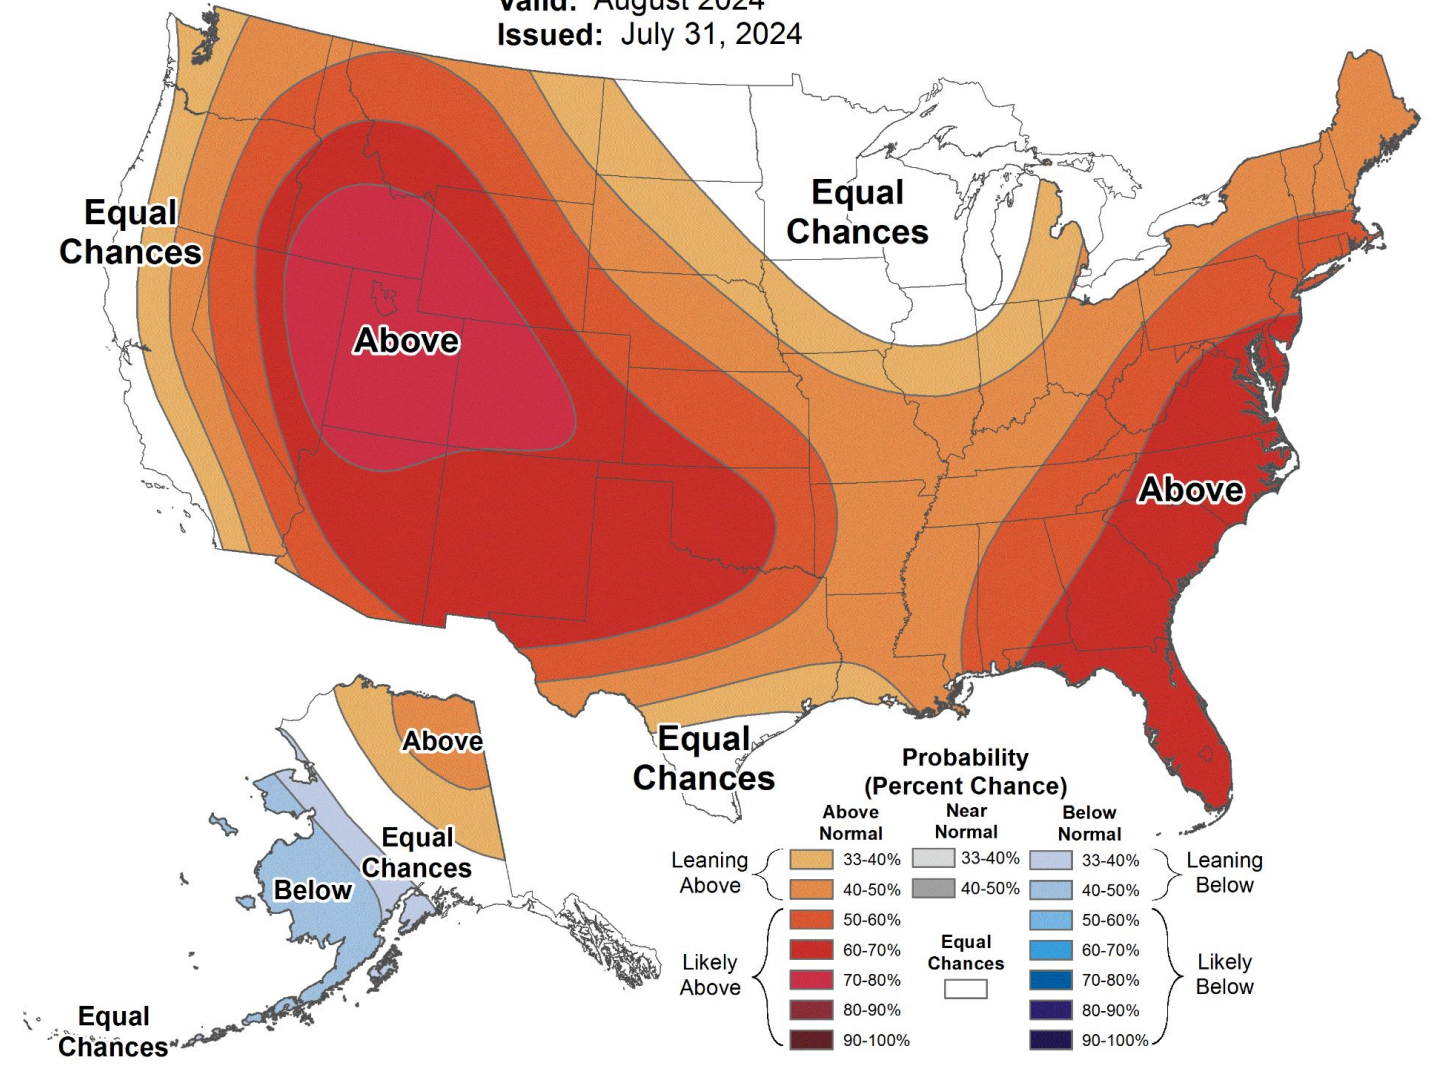 Valid: August 2024
Issued: July 31, 2024
Equal
Chances
Equal
Chances
Above
Above
Equal
Chances
Above
Equal
Chances
Below
Equal
Chances
Probability
(Percent Chance)
Above
Normal
Near
Normal
Below
Normal
Leaning
Above
33-40%
40-50%
33-40%
40-50%
33-40%
40-50%
Leaning
Below
Likely
Above
50-60%
60-70%
70-80%
80-90%
90-100%
Equal
Chances
50-60%
60-70%
70-80%
80-90%
90-100%
Likely
Below